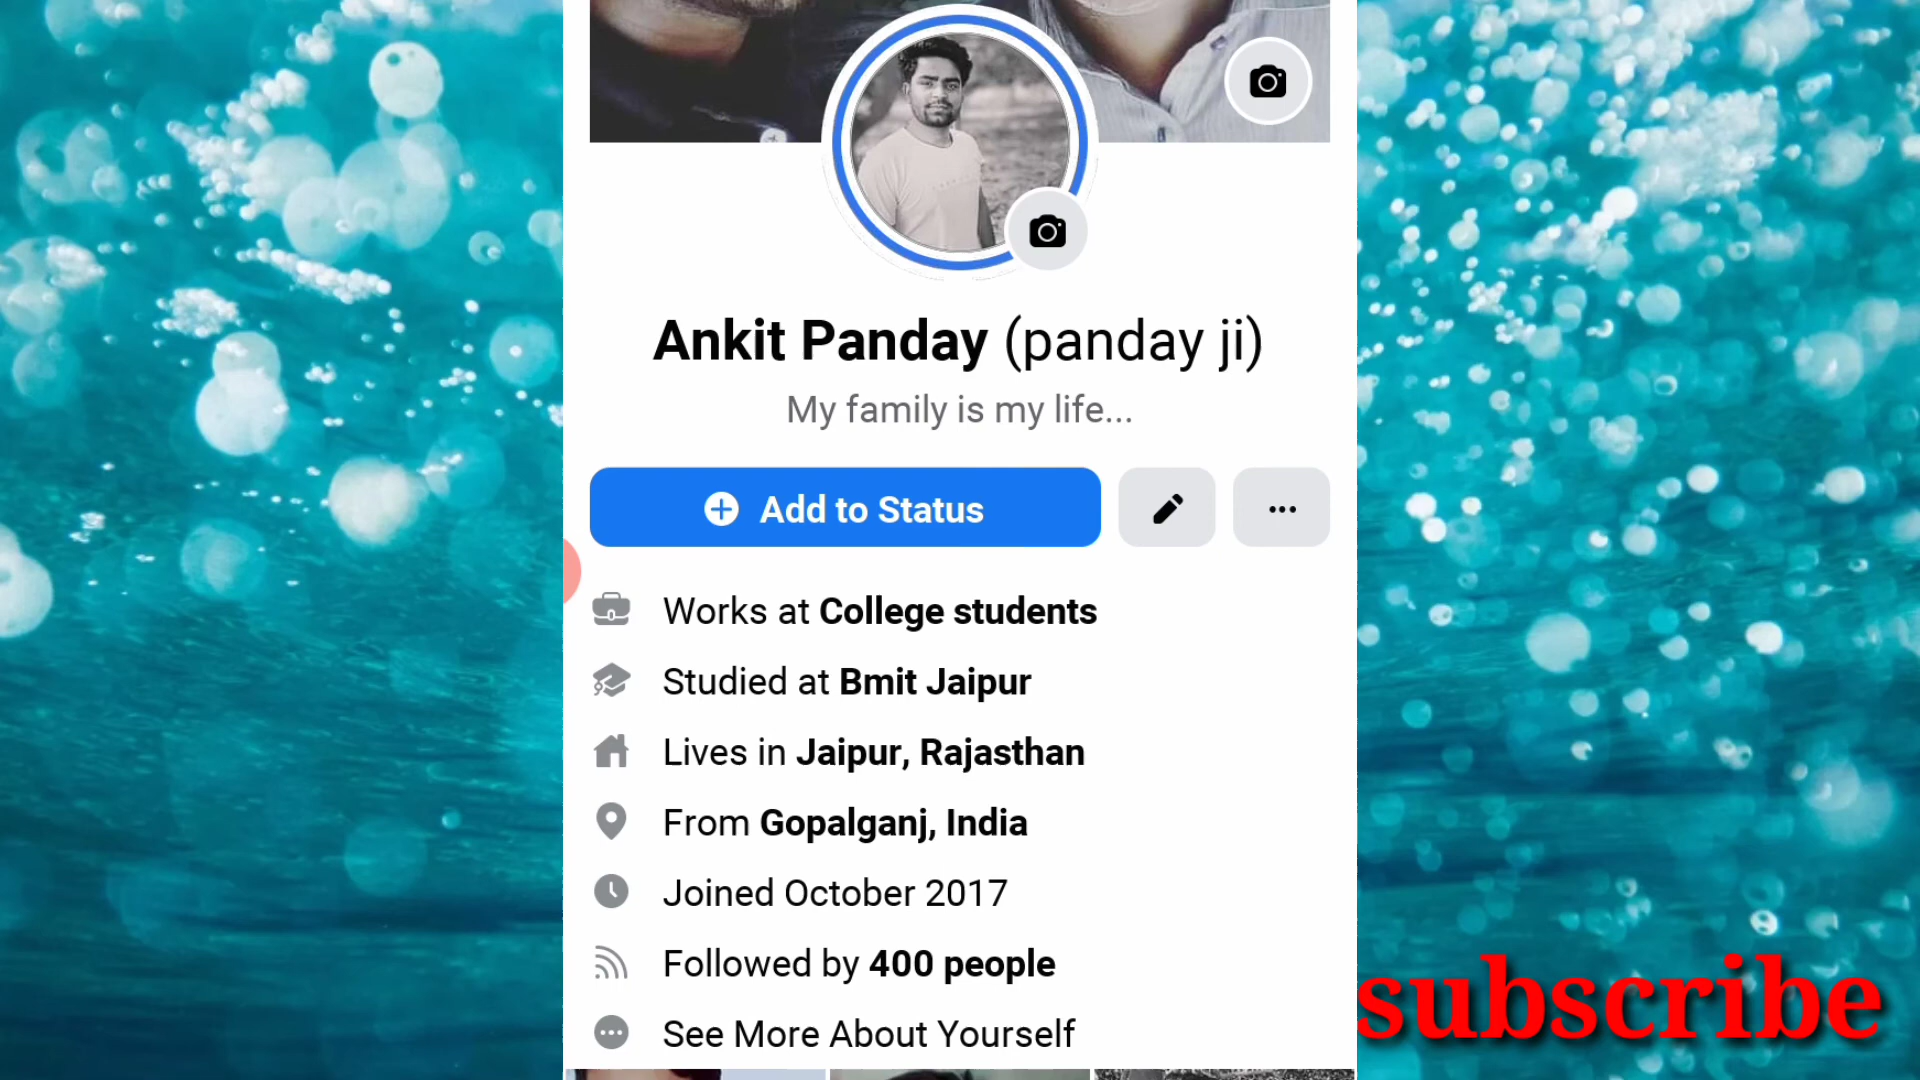 Ankit Panday (panday ji)
My family is my life...
Add to Status
Works at College students
Studied at Bmit Jaipur
Lives in Jaipur, Rajasthan
From Gopalganj, India
Joined October 2017
Followed by 400 people
See More About Yourself
subscribe